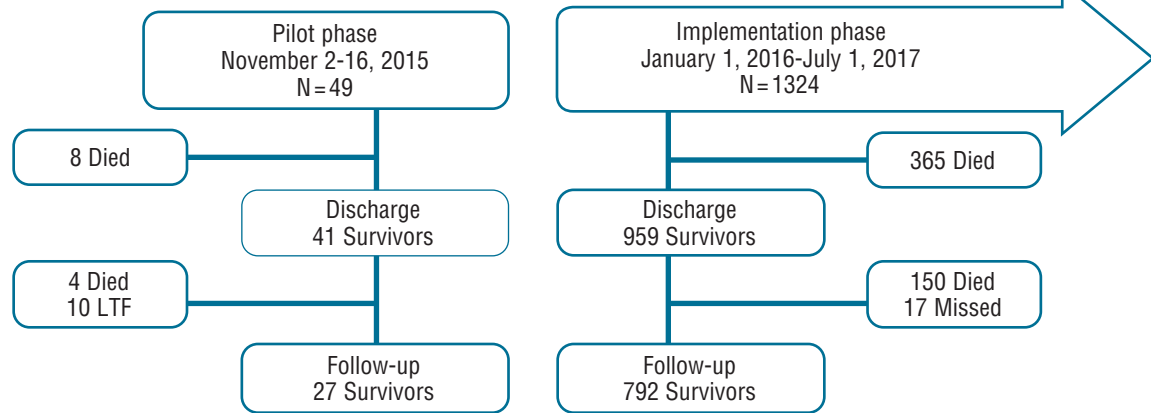 Pilot phase
November 2-16, 2015
N=49
8 Died
Discharge
41 Survivors
4 Died
10 LTF
Follow-up
27 Survivors
Implementation phase
January 1, 2016-July 1, 2017
N=1324
365 Died
Discharge
959 Survivors
150 Died
17 Missed
Follow-up
792 Survivors